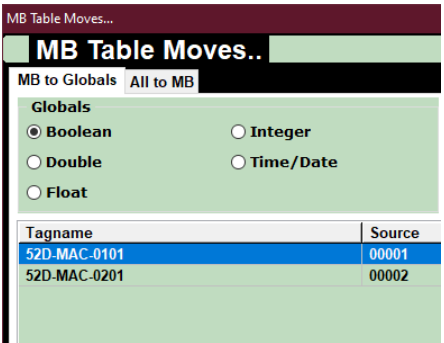 MB Table Moves...
MB Table Moves..
MB to Globals All to MB
Globals
Boolean Integer
Double Time/Date
Float
Tagname Source
52D-MAC-0101 00001
52D-MAC-0201 00002